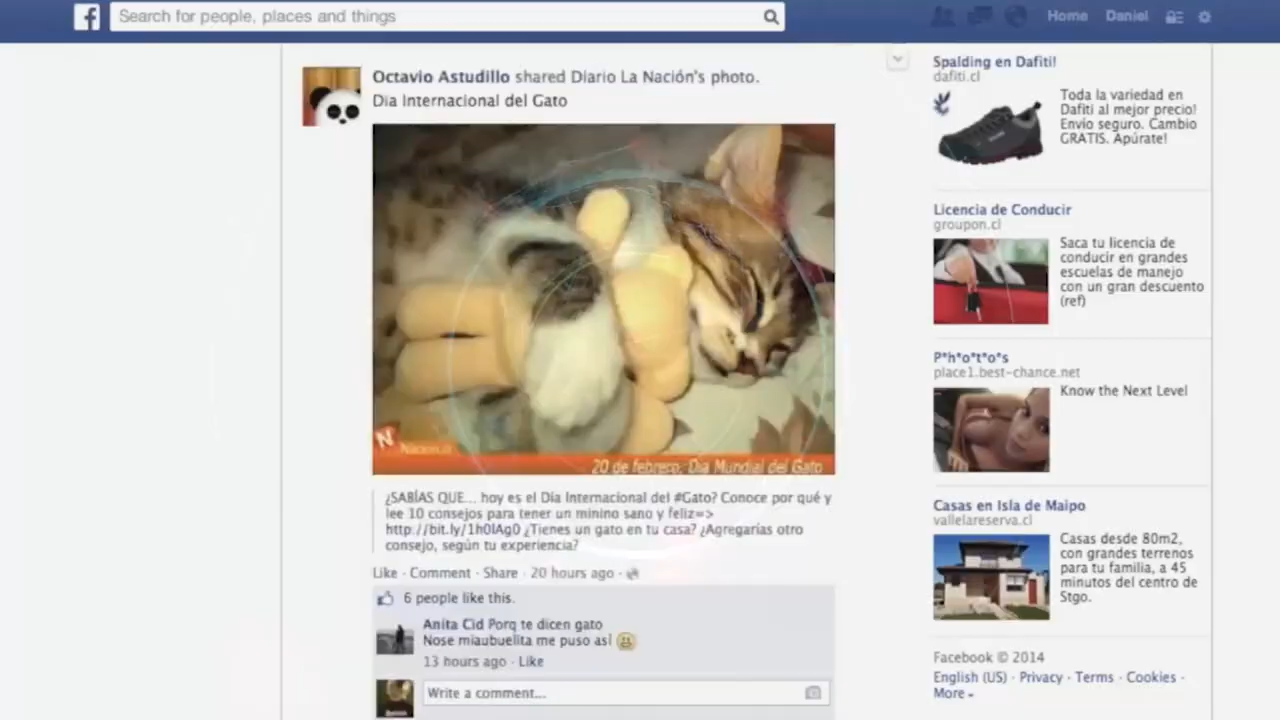 Search for people, places and things
Home Daniel
Octavio Astudillo shared Diario La Nación's photo.
Dia Internacional del Gato
Nacion.cl
20 de febrero, Dia Mundial del Gato
¿SABÍAS QUE... hoy es el Día Internacional del #Gato? Conoce por qué y
lee 10 consejos para tener un minino sano y feliz=>
http://bit.ly/1h0lAg0 ¿Tienes un gato en tu casa? ¿Agregarías otro
consejo, según tu experiencia?
Like · Comment · Share · 20 hours ago ·
6 people like this.
Anita Cid Porq te dicen gato
Nose miaubuelita me puso así
13 hours ago · Like
Write a comment...
Spalding en Dafiti!
dafiti.cl
Toda la variedad en
Dafiti al mejor precio!
Envío seguro. Cambio
GRATIS. Apúrate!
Licencia de Conducir
groupon.cl
Saca tu licencia de
conducir en grandes
escuelas de manejo
con un gran descuento
(ref)
P*h*o*t*o*s
place1.best-chance.net
Know the Next Level
Casas en Isla de Maipo
vallelareserva.cl
Casas desde 80m2,
con grandes terrenos
para tu familia, a 45
minutos del centro de
Stgo.
Facebook © 2014
English (US) · Privacy · Terms · Cookies ·
More